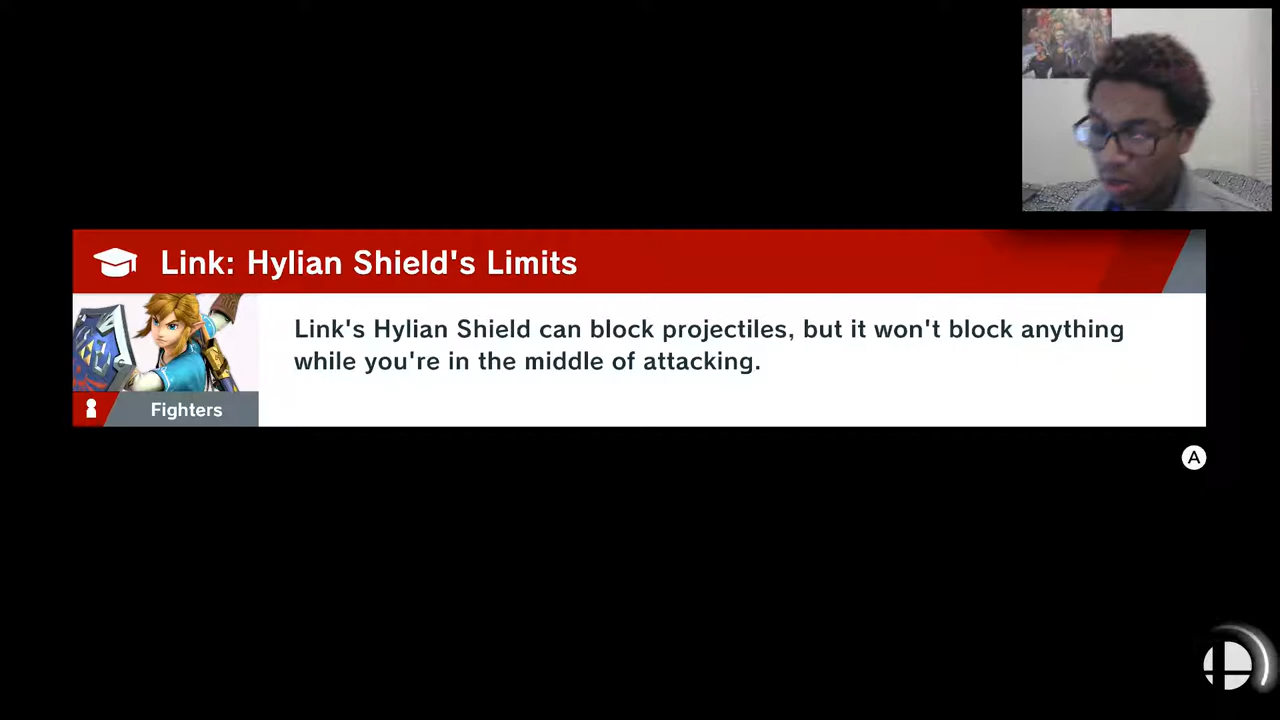 Link: Hylian Shield's Limits
Link's Hylian Shield can block projectiles, but it won't block anything
while you're in the middle of attacking.
Fighters
A